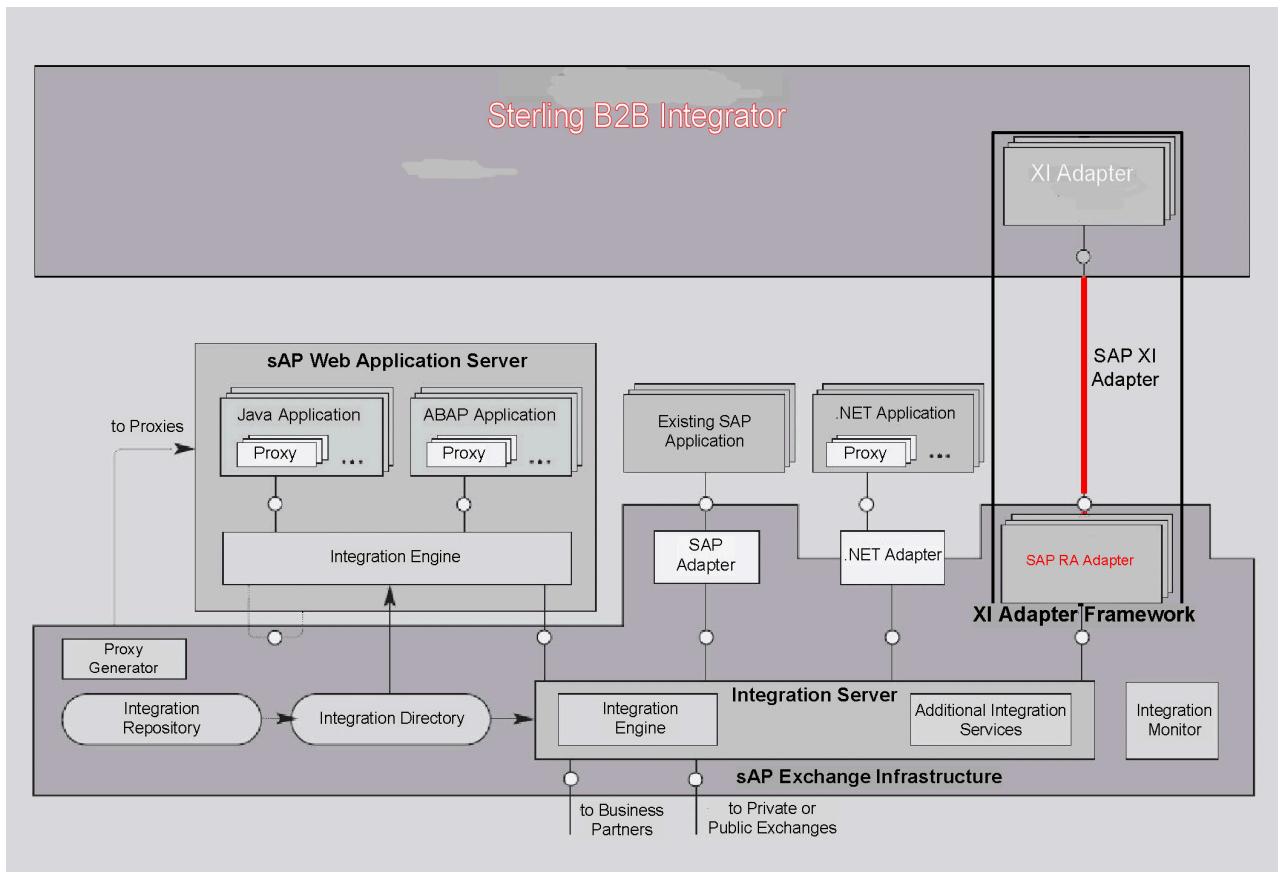 Sterling B2B Integrator
XI Adapter
SAP XI
Adapter
sAP Web Application Server
Java Application
Proxy
...
ABAP Application
Proxy
...
to Proxies
Existing SAP
Application
.NET Application
Proxy
...
Integration Engine
SAP
Adapter
.NET Adapter
SAP RA Adapter
XI Adapter Framework
Proxy
Generator
Integration
Repository
Integration Directory
Integration Server
Integration
Engine
Additional Integration
Services
Integration
Monitor
sAP Exchange Infrastructure
to Business
Partners
to Private or
Public Exchanges